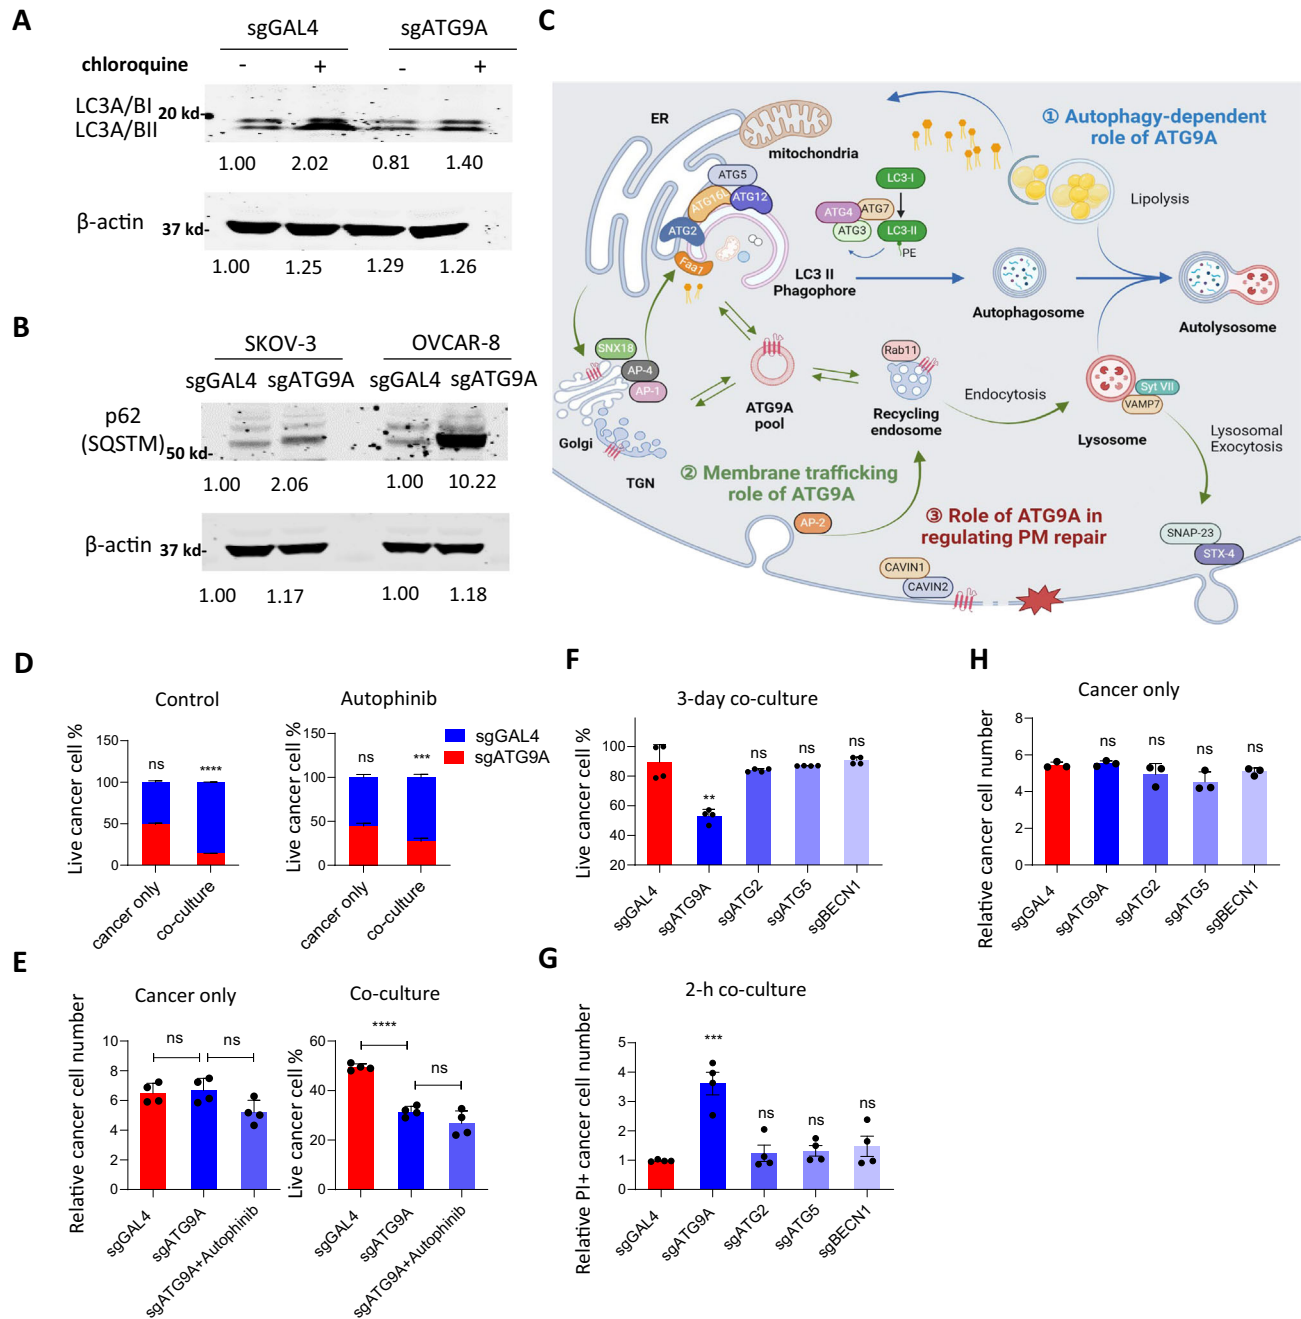 A
sgGAL4 sgATG9A
chloroquine - + - +
LC3A/BI 20 kd-
LC3A/BII
1.00 2.02 0.81 1.40
β-actin 37 kd-
1.00 1.25 1.29 1.26
B
SKOV-3 OVCAR-8
sgGAL4 sgATG9A sgGAL4 sgATG9A
p62
(SQSTM) 50 kd-
1.00 2.06 1.00 10.22
β-actin 37 kd-
1.00 1.17 1.00 1.18
C
① Autophagy-dependent
role of ATG9A
ER
mitochondria
ATG5
ATG16L
ATG12
ATG2
Faa1
LC3-I
ATG4
ATG7
ATG3
LC3-II
PE
Lipolysis
LC3 II
Phagophore
Autophagosome
Autolysosome
SNX18
AP-4
AP-1
Golgi
TGN
ATG9A
pool
Rab11
Recycling
endosome
Endocytosis
Syt VII
VAMP7
Lysosome
Lysosomal
Exocytosis
② Membrane trafficking
role of ATG9A
AP-2
③ Role of ATG9A in
regulating PM repair
CAVIN1
CAVIN2
SNAP-23
STX-4
D
Control
Live cancer cell %
150
100
50
0
ns ****
cancer only
co-culture
Autophinib
Live cancer cell %
150
100
50
0
ns ***
cancer only
co-culture
sgGAL4
sgATG9A
E
Cancer only
Relative cancer cell number
10
8
6
4
2
0
ns ns
sgGAL4
sgATG9A
sgATG9A+Autophinib
Co-culture
Live cancer cell %
60
40
20
0
****
ns
sgGAL4
sgATG9A
sgATG9A+Autophinib
F
3-day co-culture
Live cancer cell %
100
80
60
40
20
** ns ns ns
sgGAL4
sgATG9A
sgATG2
sgATG5
sgBECN1
G
2-h co-culture
Relative PI+ cancer cell number
5
4
3
2
1
0
*** ns ns ns
sgGAL4
sgATG9A
sgATG2
sgATG5
sgBECN1
H
Cancer only
Relative cancer cell number
8
6
4
2
0
ns ns ns ns
sgGAL4
sgATG9A
sgATG2
sgATG5
sgBECN1